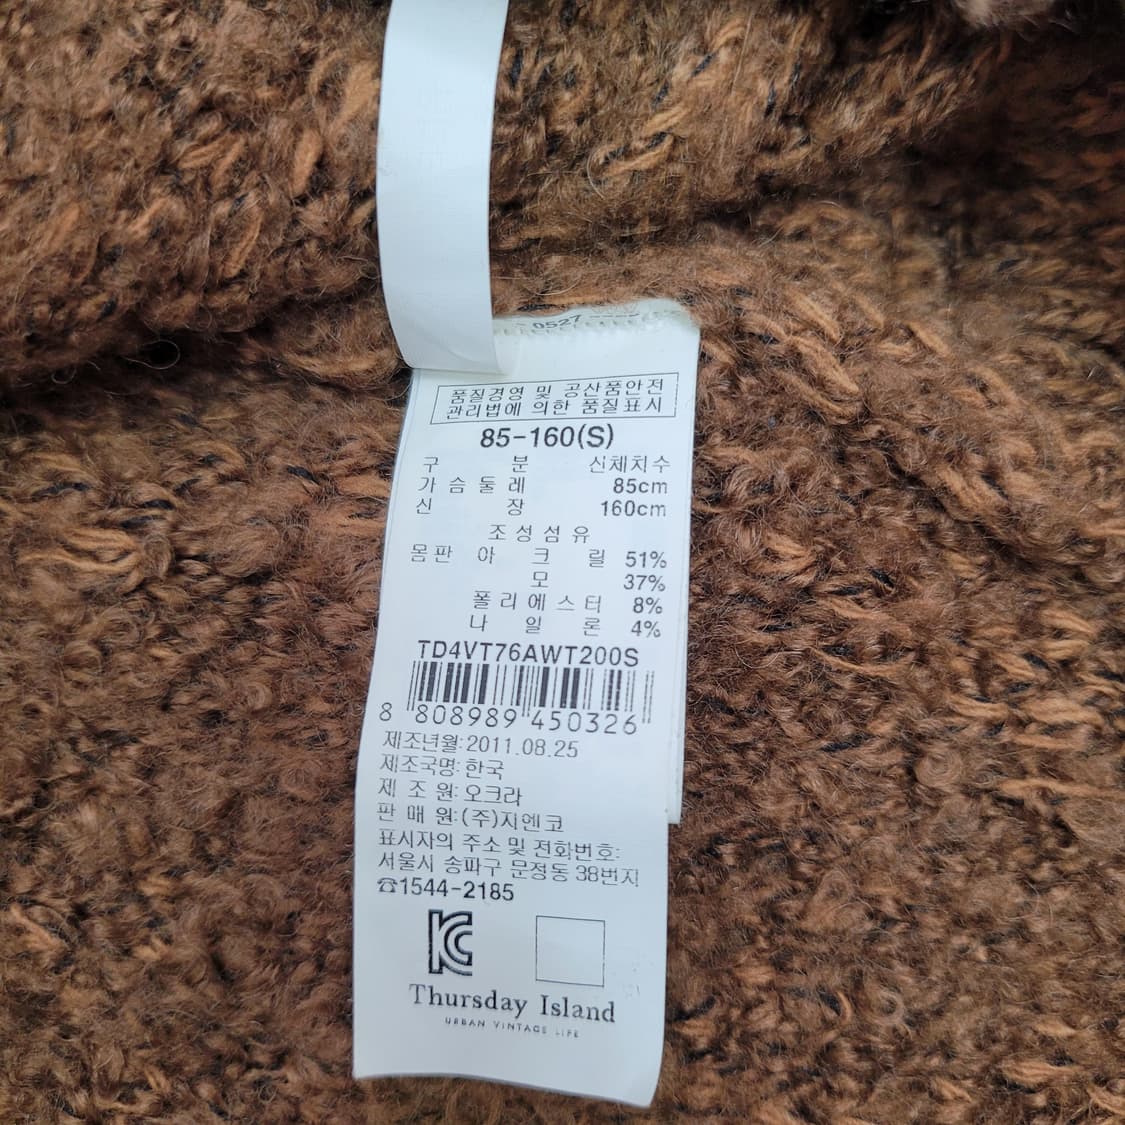 0527
품질경영 및 공산품안전
관리법에 의한 품질표시
85-160(S)
구 분 신체치수
가 슴 둘 레 85cm
신 장 160cm
조 성 섬 유
몸판 아 크 릴 51%
모 37%
폴 리 에 스 터 8%
나 일 론 4%
TD4VT76AWT200S
8 808989 450326
제조년월:2011.08.25
제조국명:한국
제 조 원:오크라
판 매 원:(주)지엔코
표시자의 주소 및 전화번호:
서울시 송파구 문정동 38번지
☎1544-2185
KC
Thursday Island
URBAN VINTAGE LIFE